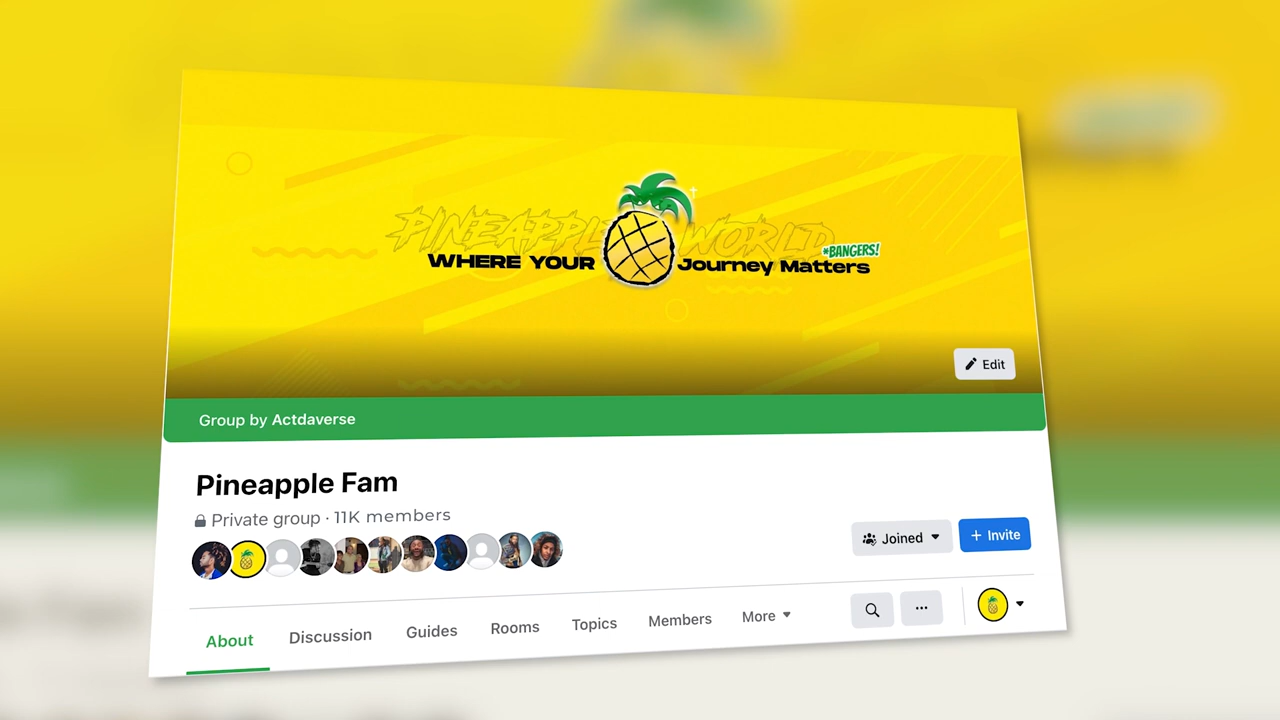 PINEAPPLE WORLD
*BANGERS!
WHERE YOUR Journey Matters
Edit
Group by Actdaverse
Pineapple Fam
Private group · 11K members
Joined
+ Invite
About
Discussion
Guides
Rooms
Topics
Members
More